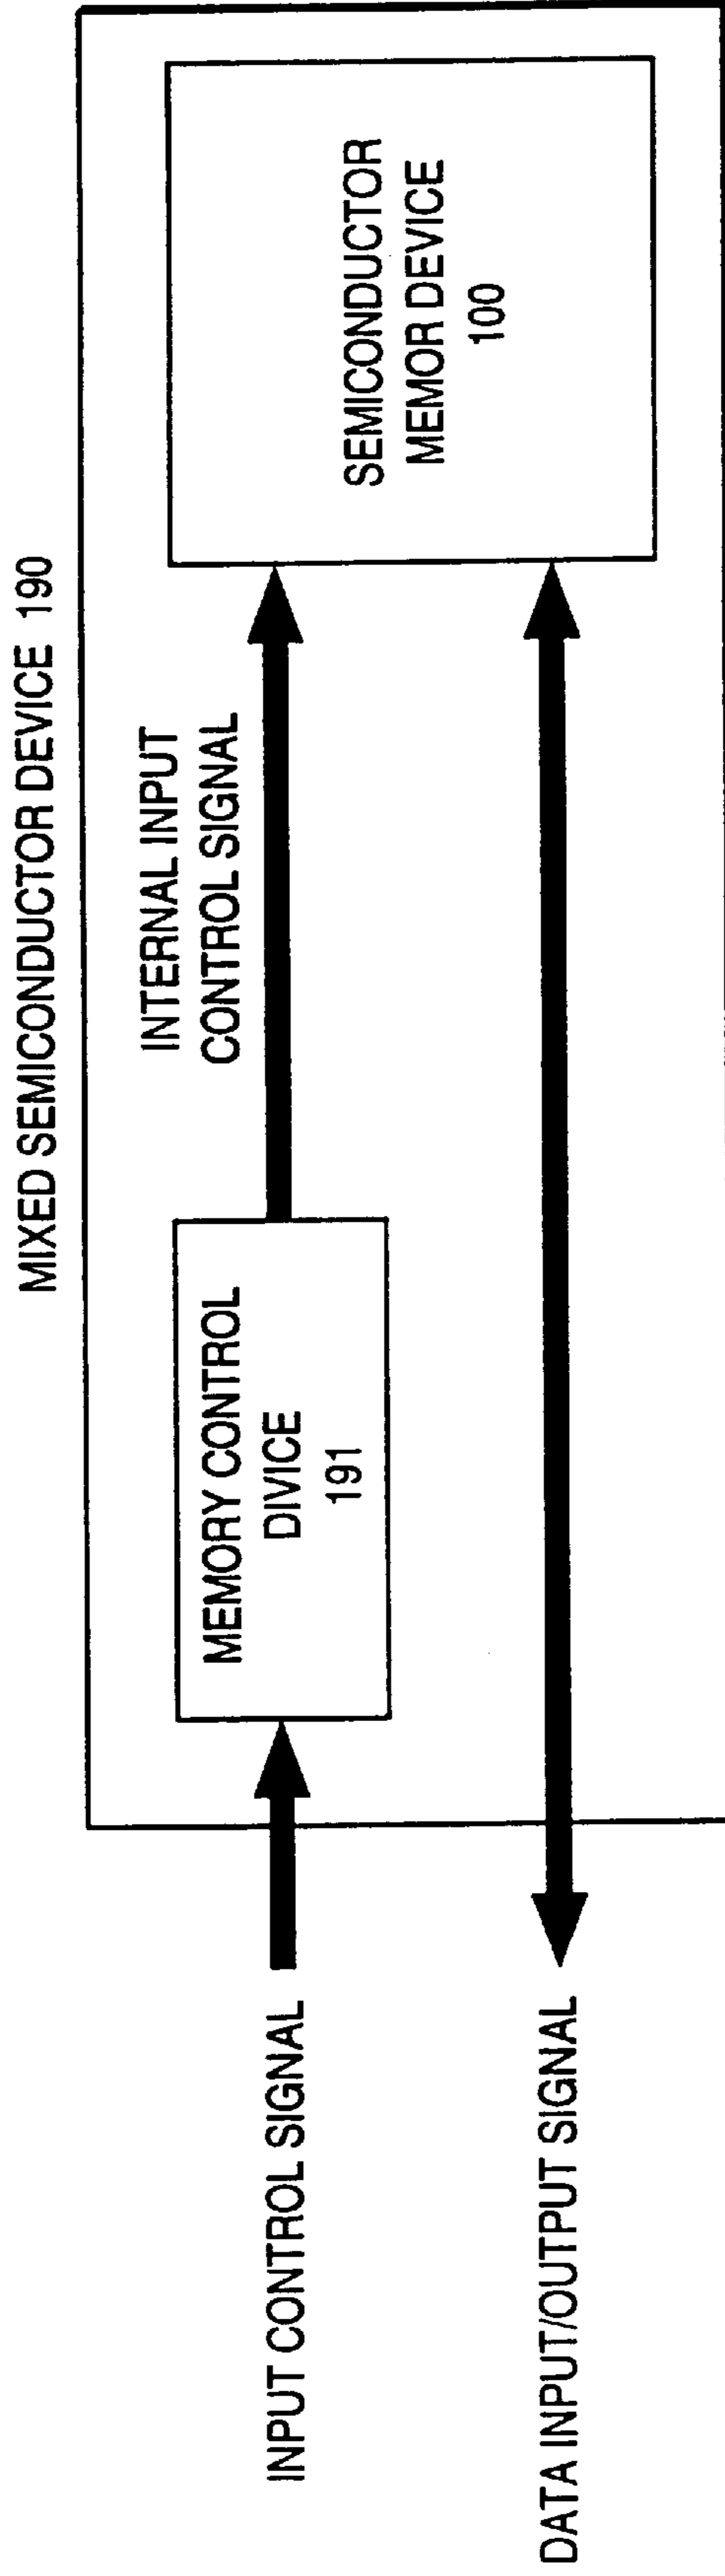 MIXED SEMICONDUCTOR DEVICE 190
INPUT CONTROL SIGNAL
MEMORY CONTROL
DIVICE
191
INTERNAL INPUT
CONTROL SIGNAL
SEMICONDUCTOR
MEMOR DEVICE
100
DATA INPUT/OUTPUT SIGNAL